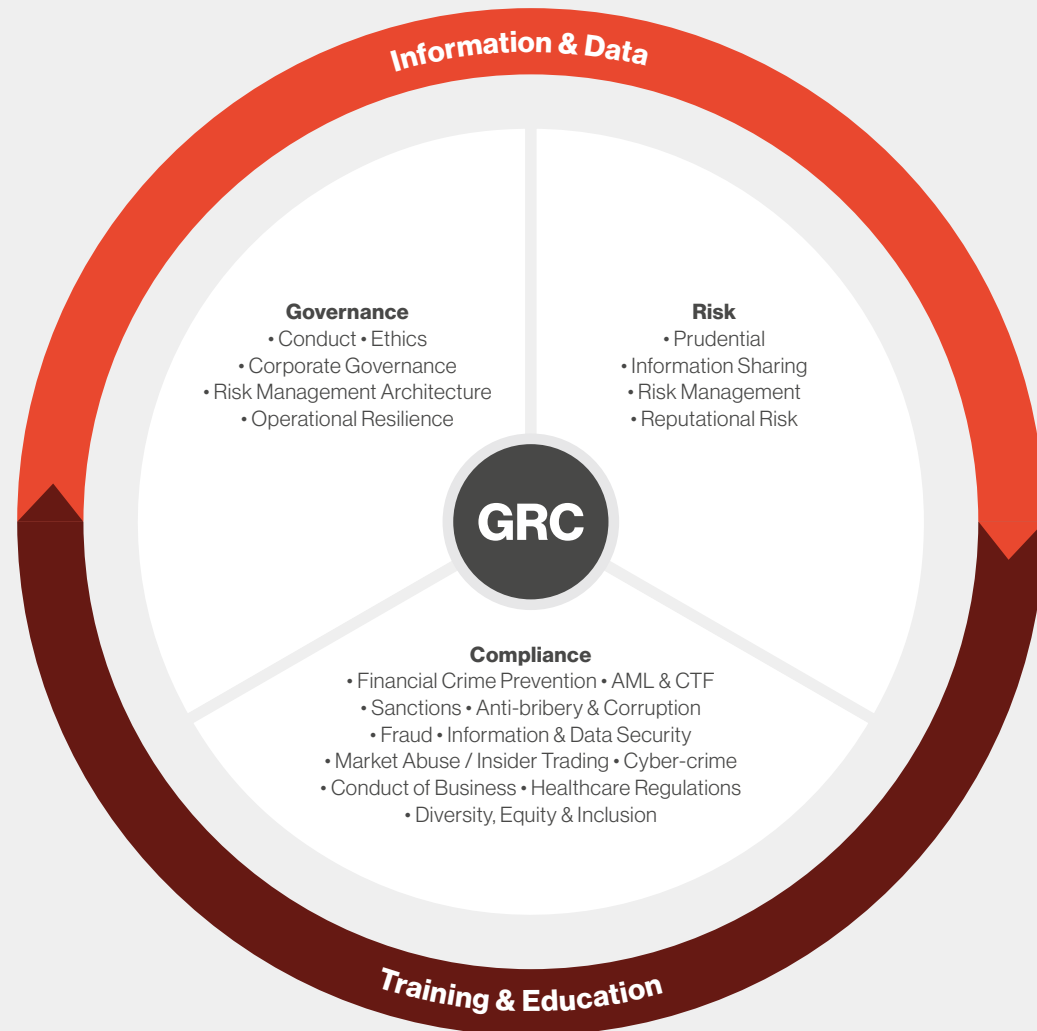 Information & Data
Governance
• Conduct • Ethics
• Corporate Governance
• Risk Management Architecture
• Operational Resilience
Risk
• Prudential
• Information Sharing
• Risk Management
• Reputational Risk
GRC
Compliance
• Financial Crime Prevention • AML & CTF
• Sanctions • Anti-bribery & Corruption
• Fraud • Information & Data Security
• Market Abuse / Insider Trading • Cyber-crime
• Conduct of Business • Healthcare Regulations
• Diversity, Equity & Inclusion
Training & Education